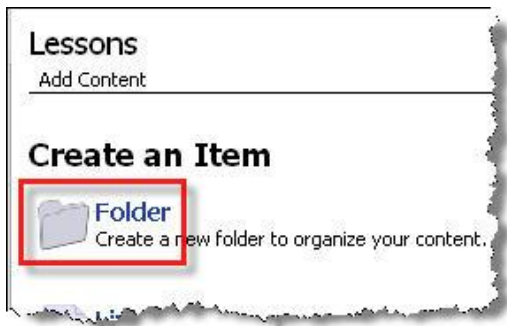 Lessons
Add Content
Create an Item
Folder
Create a new folder to organize your content.